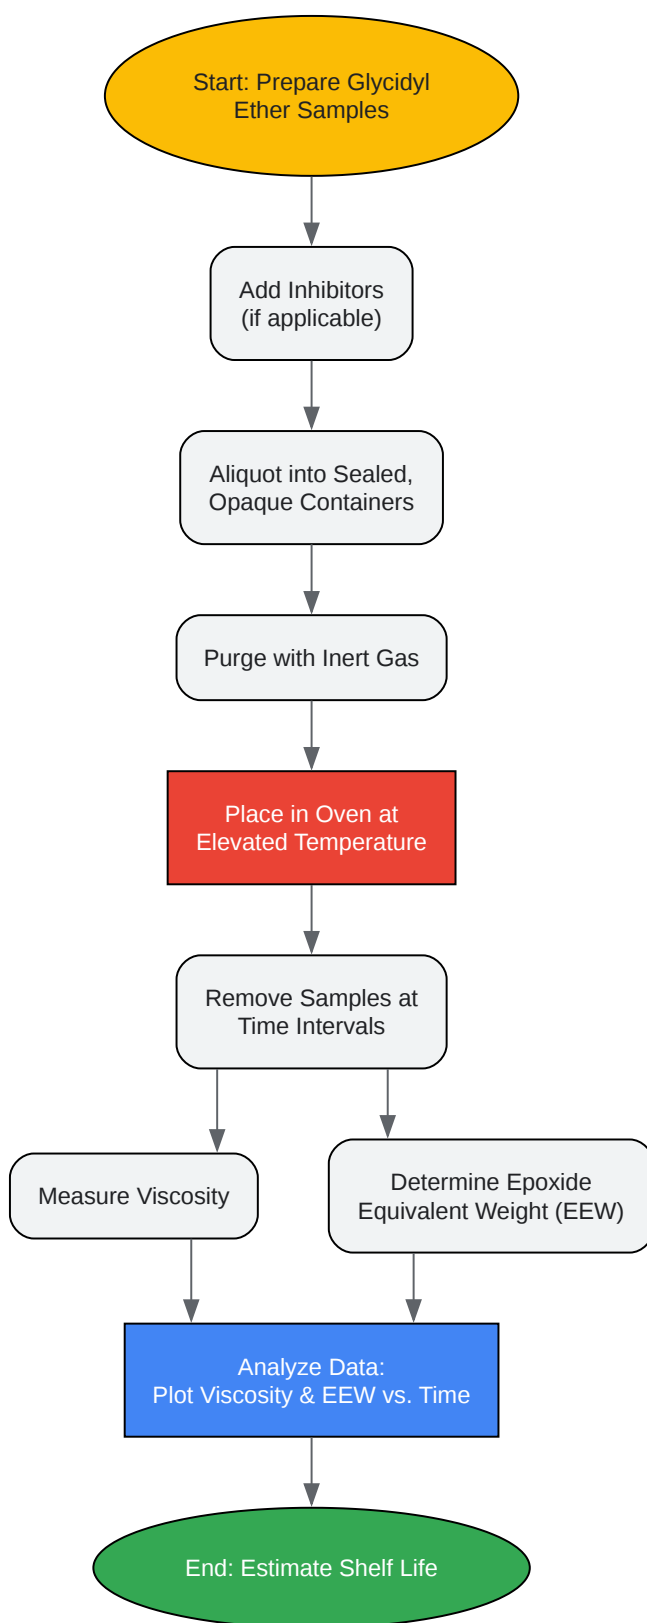 Start: Prepare Glycidyl
Ether Samples
Add Inhibitors
(if applicable)
Aliquot into Sealed,
Opaque Containers
Purge with Inert Gas
Place in Oven at
Elevated Temperature
Remove Samples at
Time Intervals
Measure Viscosity
Determine Epoxide
Equivalent Weight (EEW)
Analyze Data:
Plot Viscosity & EEW vs. Time
End: Estimate Shelf Life